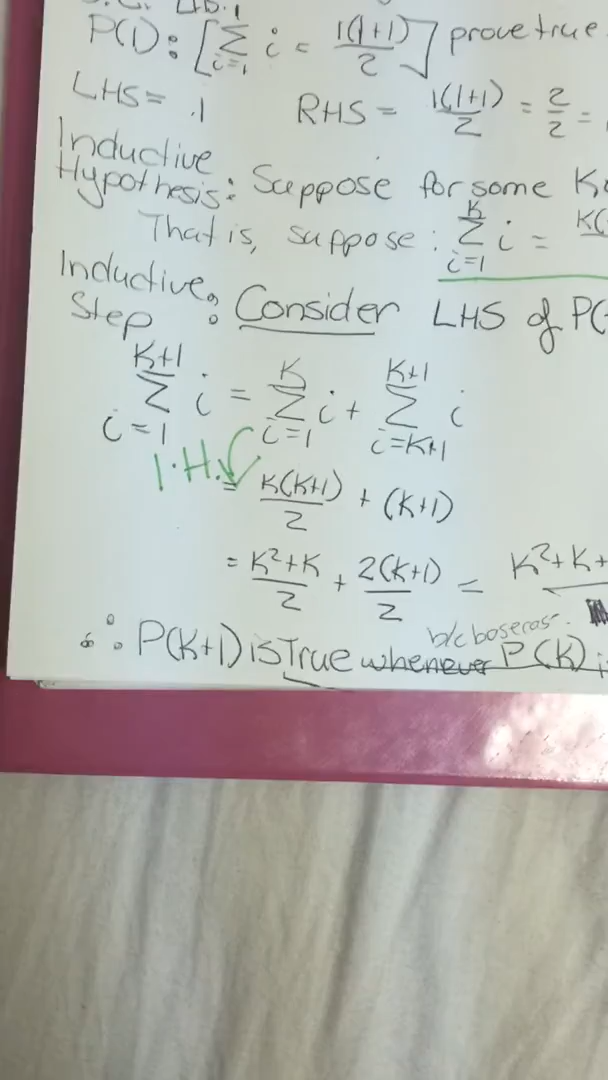 P(1): [Σ_{i=1}^{1} i = 1(1+1)/2] prove true.
LHS = .1 RHS = 1(1+1)/2 = 2/2 =
Inductive
Hypothesis: Suppose for some K
That is, suppose: Σ_{i=1}^{K} i = K(
Inductive:
Step Consider LHS of P(
Σ_{i=1}^{K+1} i = Σ_{i=1}^{K} i + Σ_{i=K+1}^{K+1} i
I.H. = K(K+1)/2 + (K+1)
= K²+K/2 + 2(K+1)/2 = K²+K+
b/c
∴ P(K+1) is True whenever P(K) i